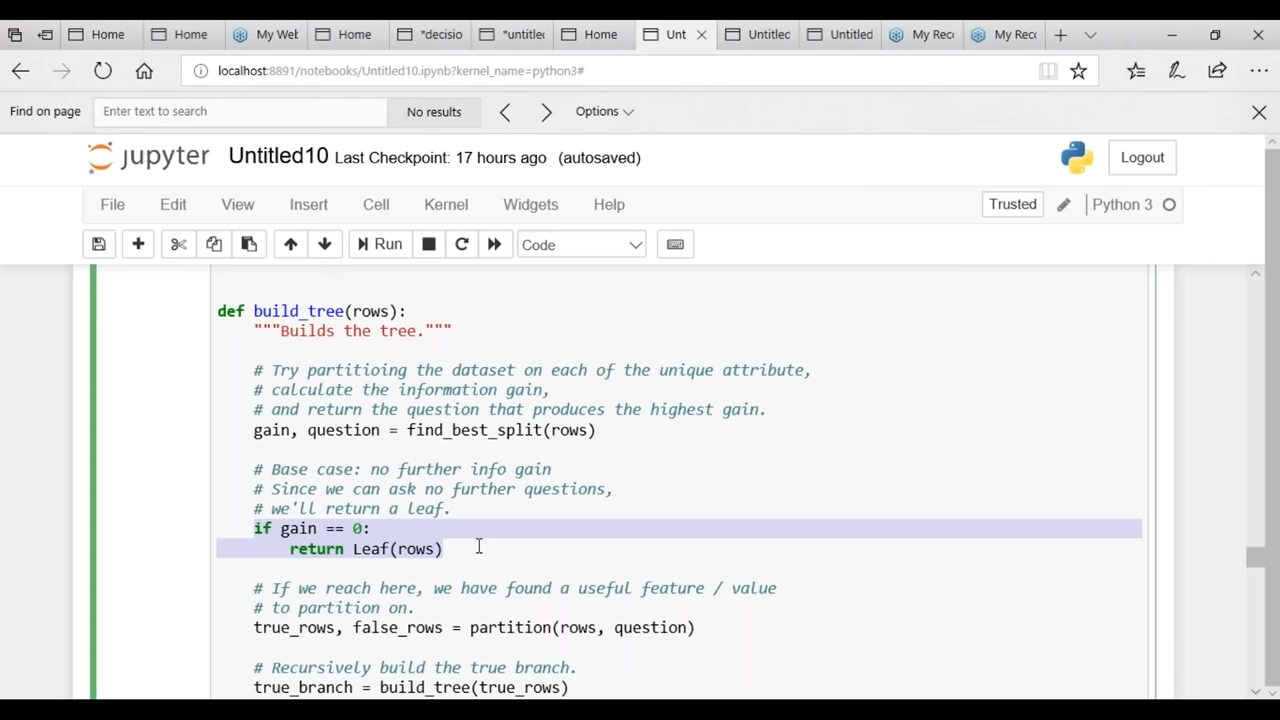 Home Home My Web Home *decisio *untitle Home Unt Untitlec Untitled My Rec My Rec
localhost:8891/notebooks/Untitled10.ipynb?kernel_name=python3#
Find on page Enter text to search No results Options
jupyter Untitled10 Last Checkpoint: 17 hours ago (autosaved) Logout
File Edit View Insert Cell Kernel Widgets Help Trusted Python 3
Run Code
def build_tree(rows):
"""Builds the tree."""
# Try partitioing the dataset on each of the unique attribute,
# calculate the information gain,
# and return the question that produces the highest gain.
gain, question = find_best_split(rows)
# Base case: no further info gain
# Since we can ask no further questions,
# we'll return a leaf.
if gain == 0:
return Leaf(rows)
# If we reach here, we have found a useful feature / value
# to partition on.
true_rows, false_rows = partition(rows, question)
# Recursively build the true branch.
true_branch = build_tree(true_rows)